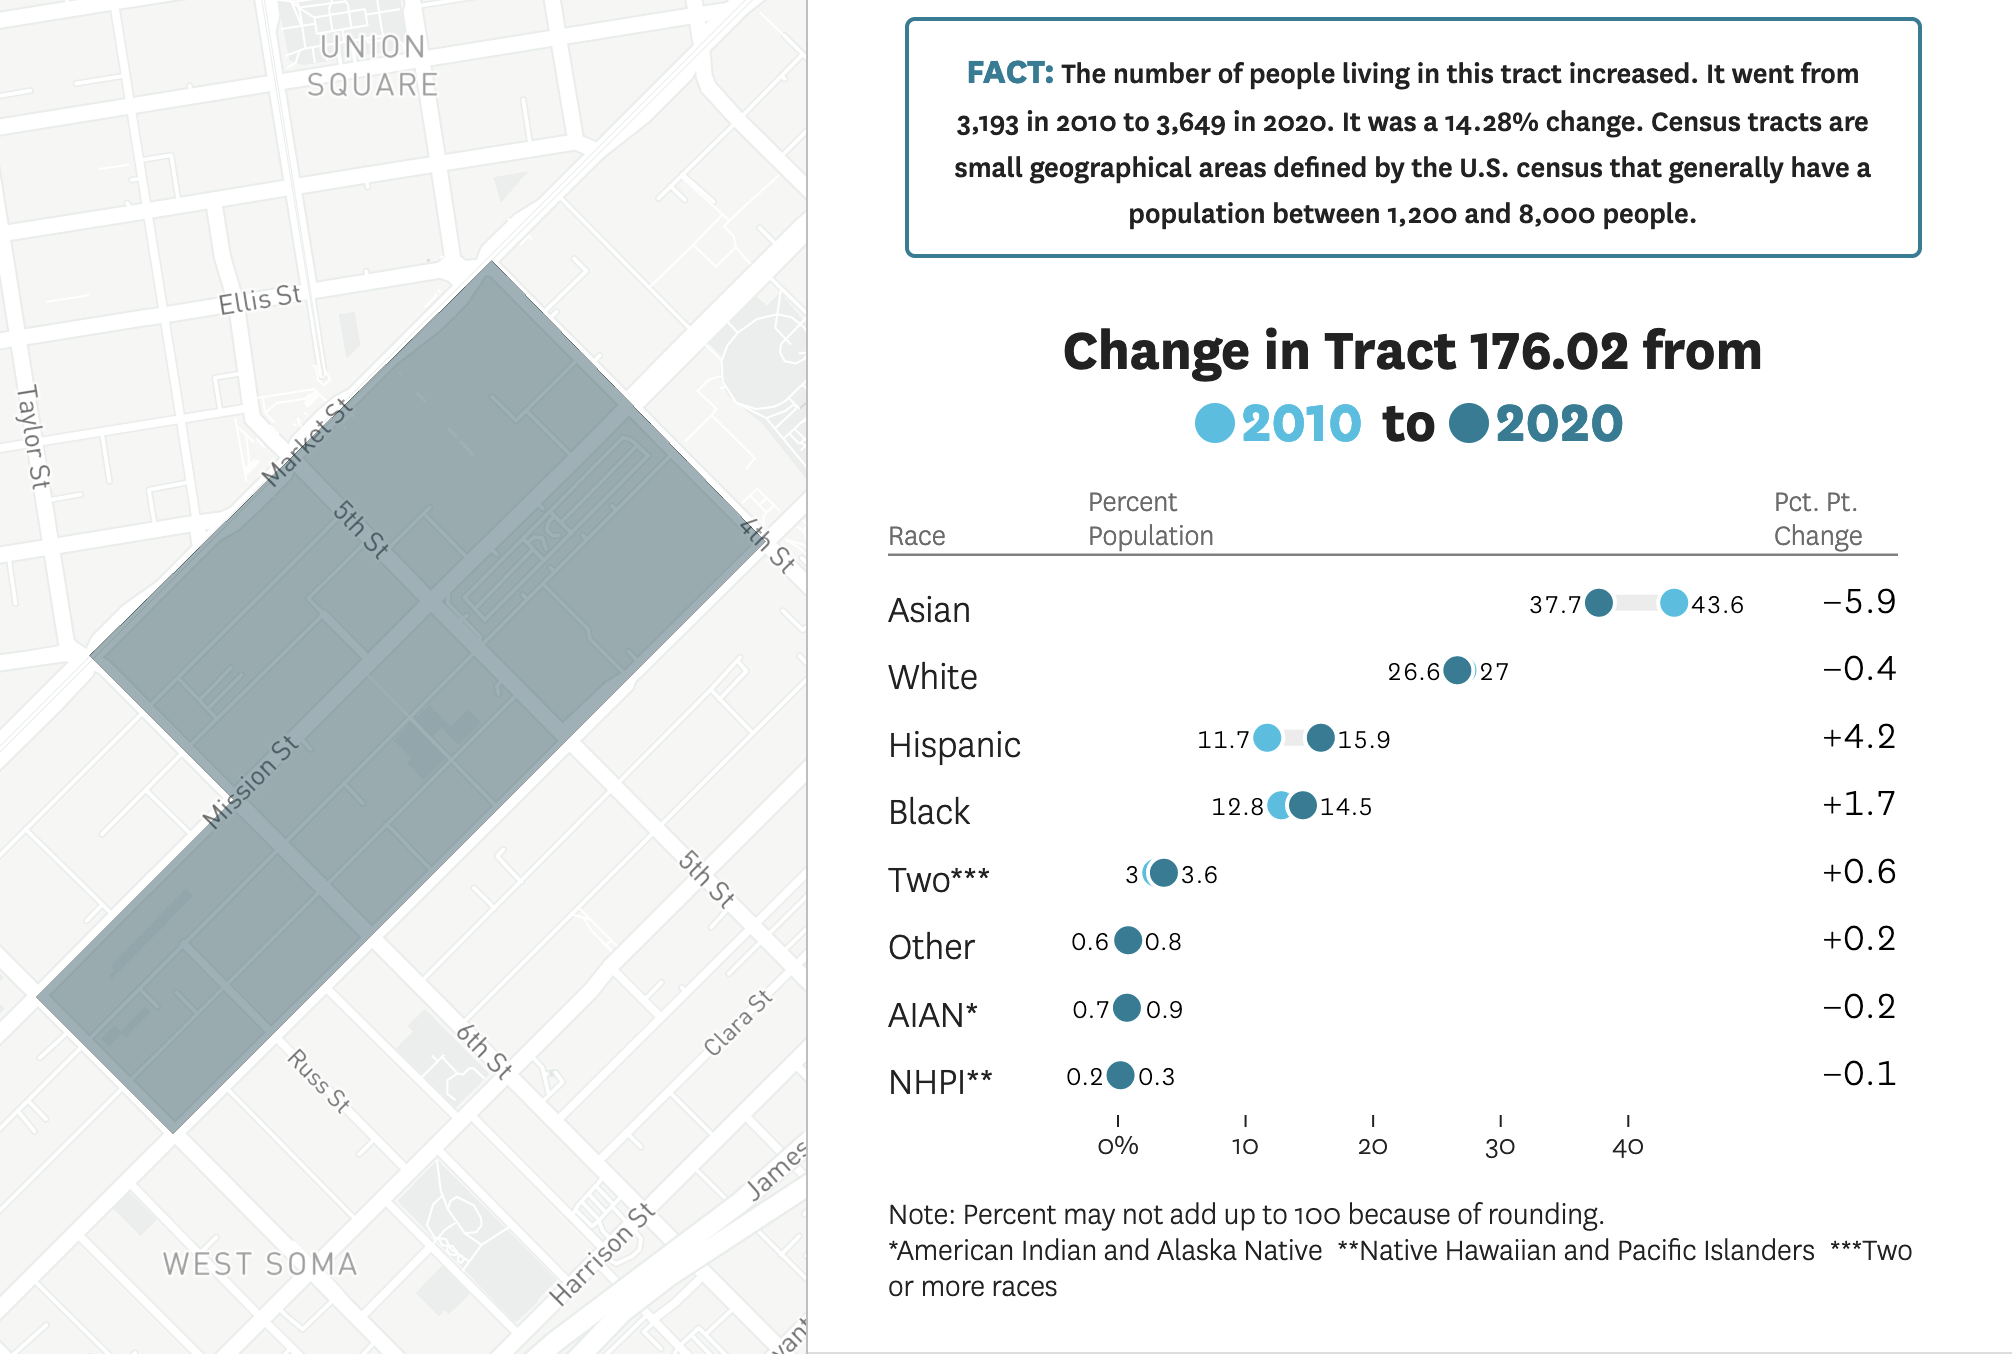 UNION
SQUARE
Ellis St
Taylor St
Market St
5th St
4th St
Mission St
5th St
6th St
Clara St
Russ St
James
Harrison St
WEST SOMA
vant
FACT: The number of people living in this tract increased. It went from
3,193 in 2010 to 3,649 in 2020. It was a 14.28% change. Census tracts are
small geographical areas defined by the U.S. census that generally have a
population between 1,200 and 8,000 people.
Change in Tract 176.02 from
2010 to 2020
Race Percent Population Pct. Pt. Change
Asian 37.7 43.6 −5.9
White 26.6 27 −0.4
Hispanic 11.7 15.9 +4.2
Black 12.8 14.5 +1.7
Two*** 3 3.6 +0.6
Other 0.6 0.8 +0.2
AIAN* 0.7 0.9 −0.2
NHPI** 0.2 0.3 −0.1
0% 10 20 30 40
Note: Percent may not add up to 100 because of rounding.
*American Indian and Alaska Native **Native Hawaiian and Pacific Islanders ***Two
or more races